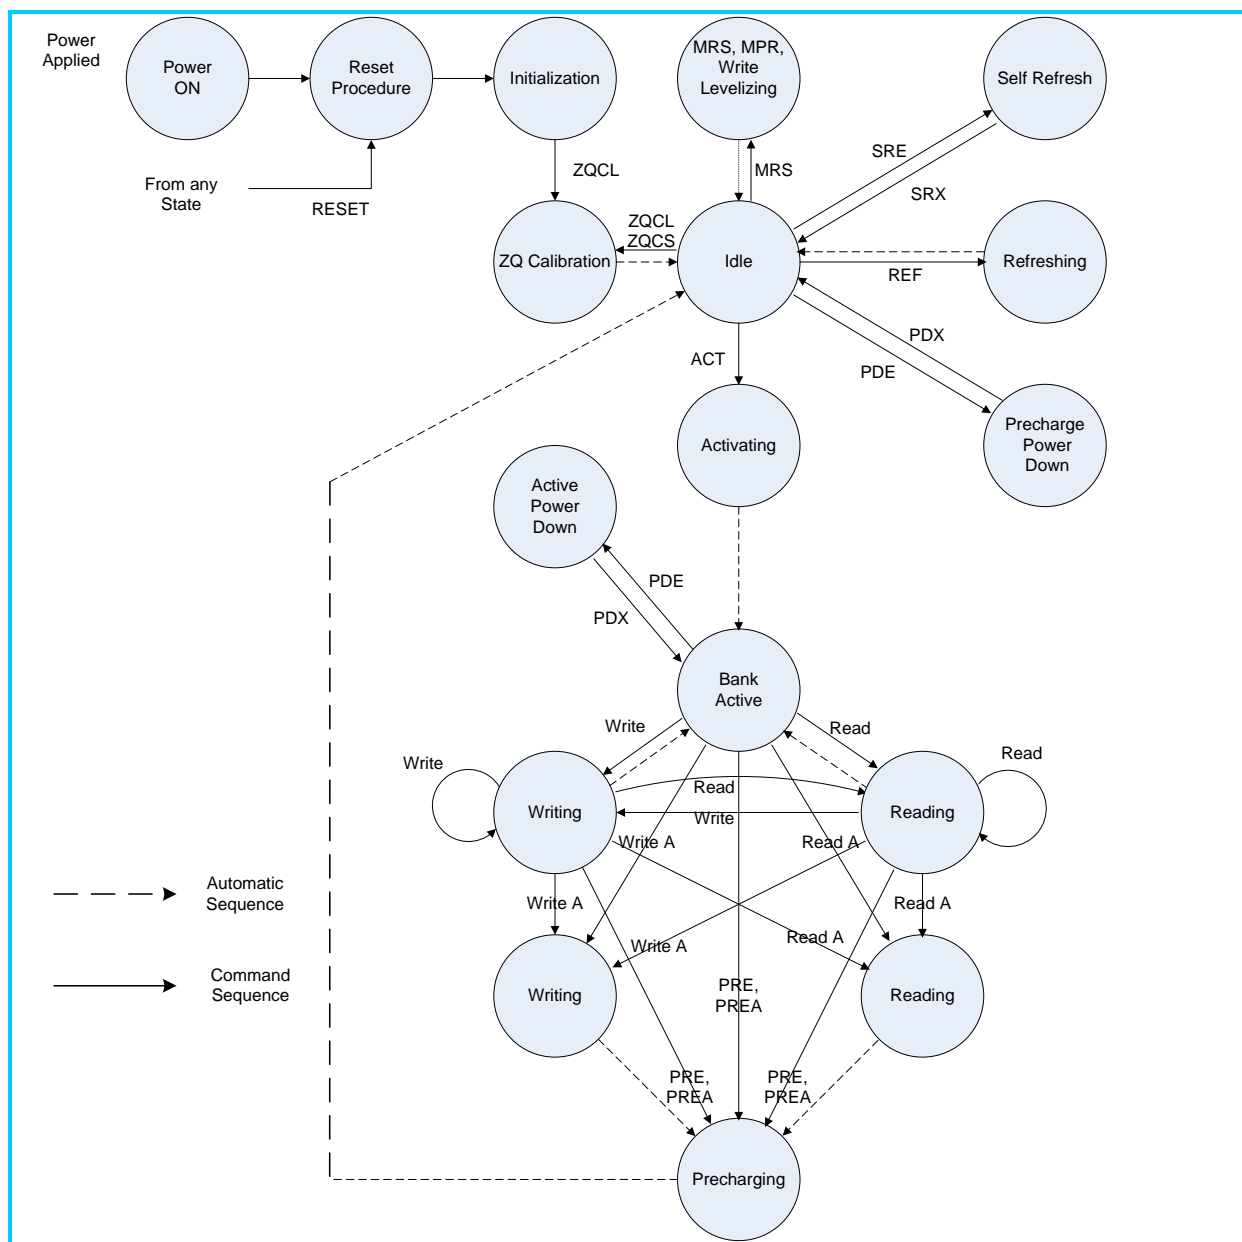 Power
Applied
Power
ON
Reset
Procedure
Initialization
MRS, MPR,
Write
Levelizing
Self Refresh
From any
State
RESET
ZQCL
MRS
SRE
SRX
ZQCL
ZQCS
ZQ Calibration
Idle
REF
Refreshing
ACT
PDX
PDE
Precharge
Power
Down
Activating
Active
Power
Down
PDE
PDX
Bank
Active
Write
Read
Write
Read
Read
Write
Writing
Reading
Write A
Read A
Automatic
Sequence
Write A
Read A
Write A
Read A
Command
Sequence
Writing
PRE,
PREA
Reading
PRE,
PREA
PRE,
PREA
Precharging